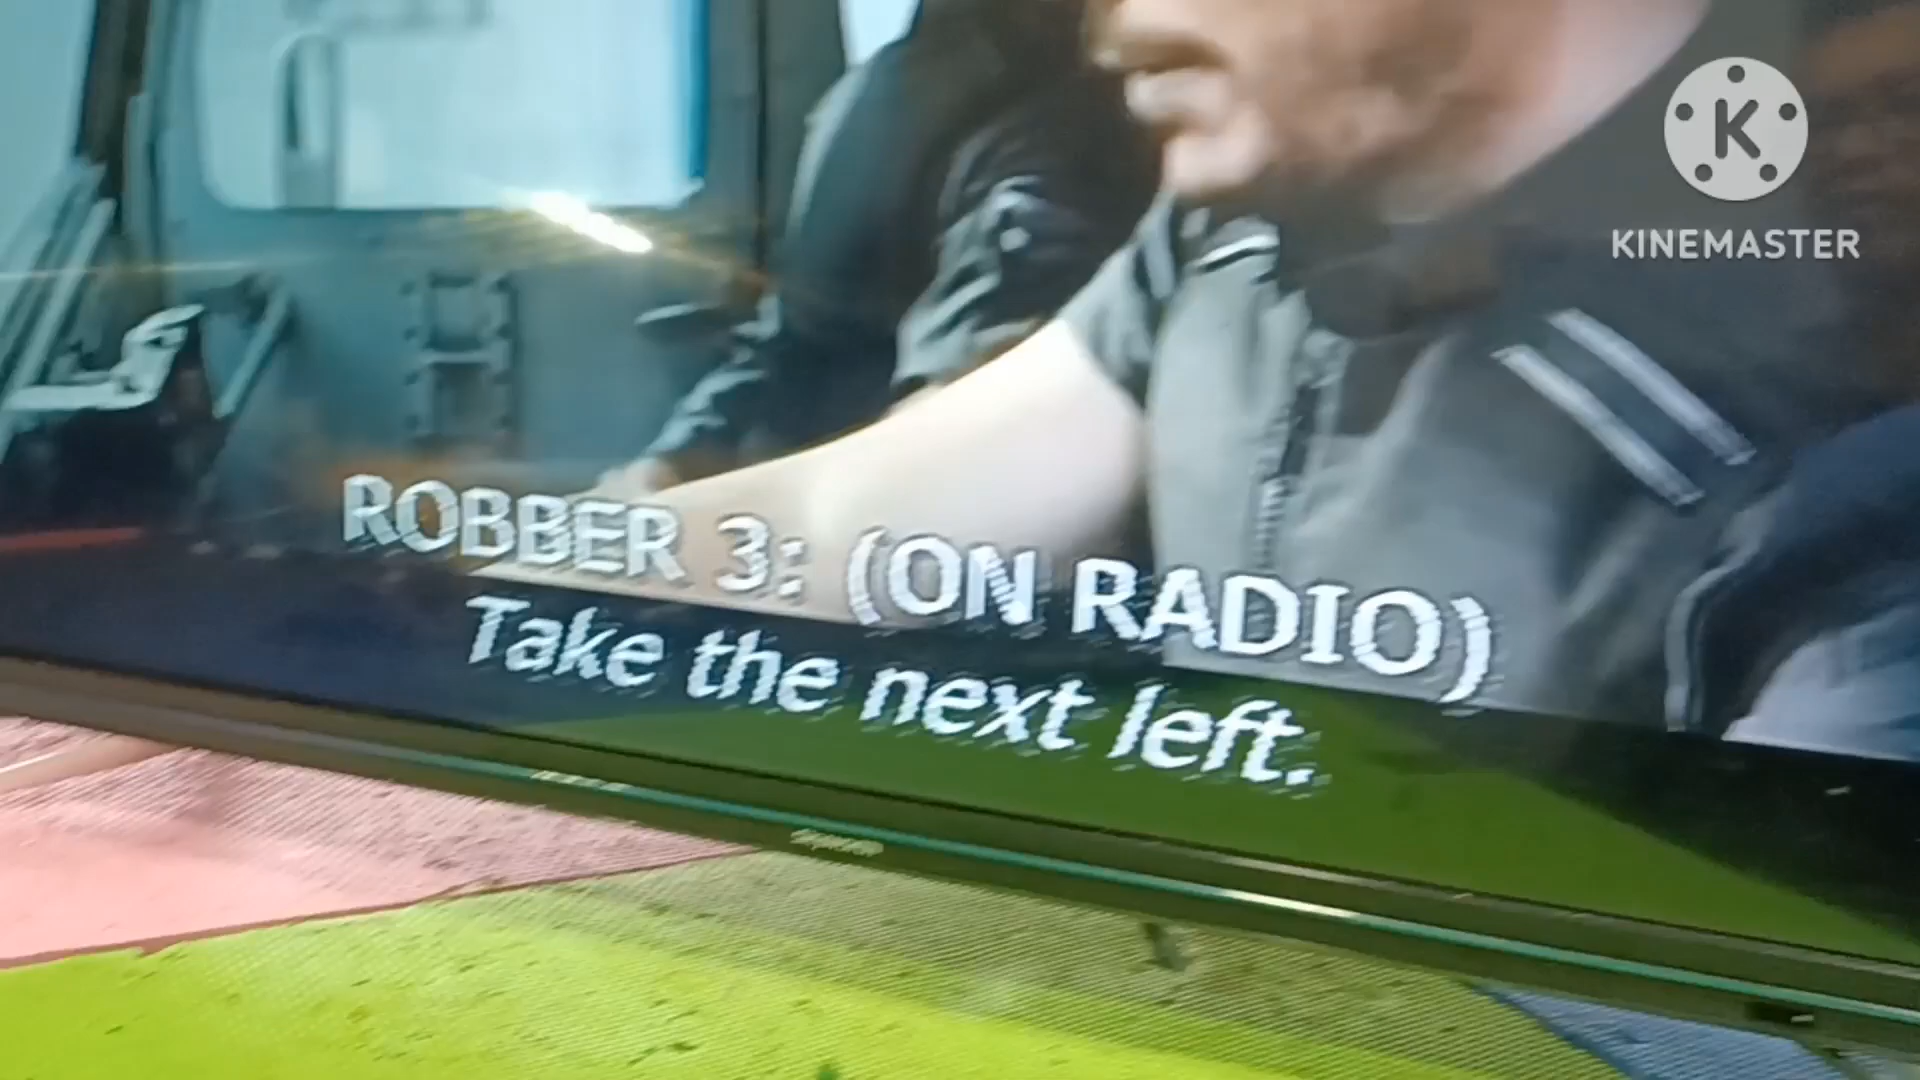 K
KINEMASTER
ROBBER 3: (ON RADIO)
Take the next left.